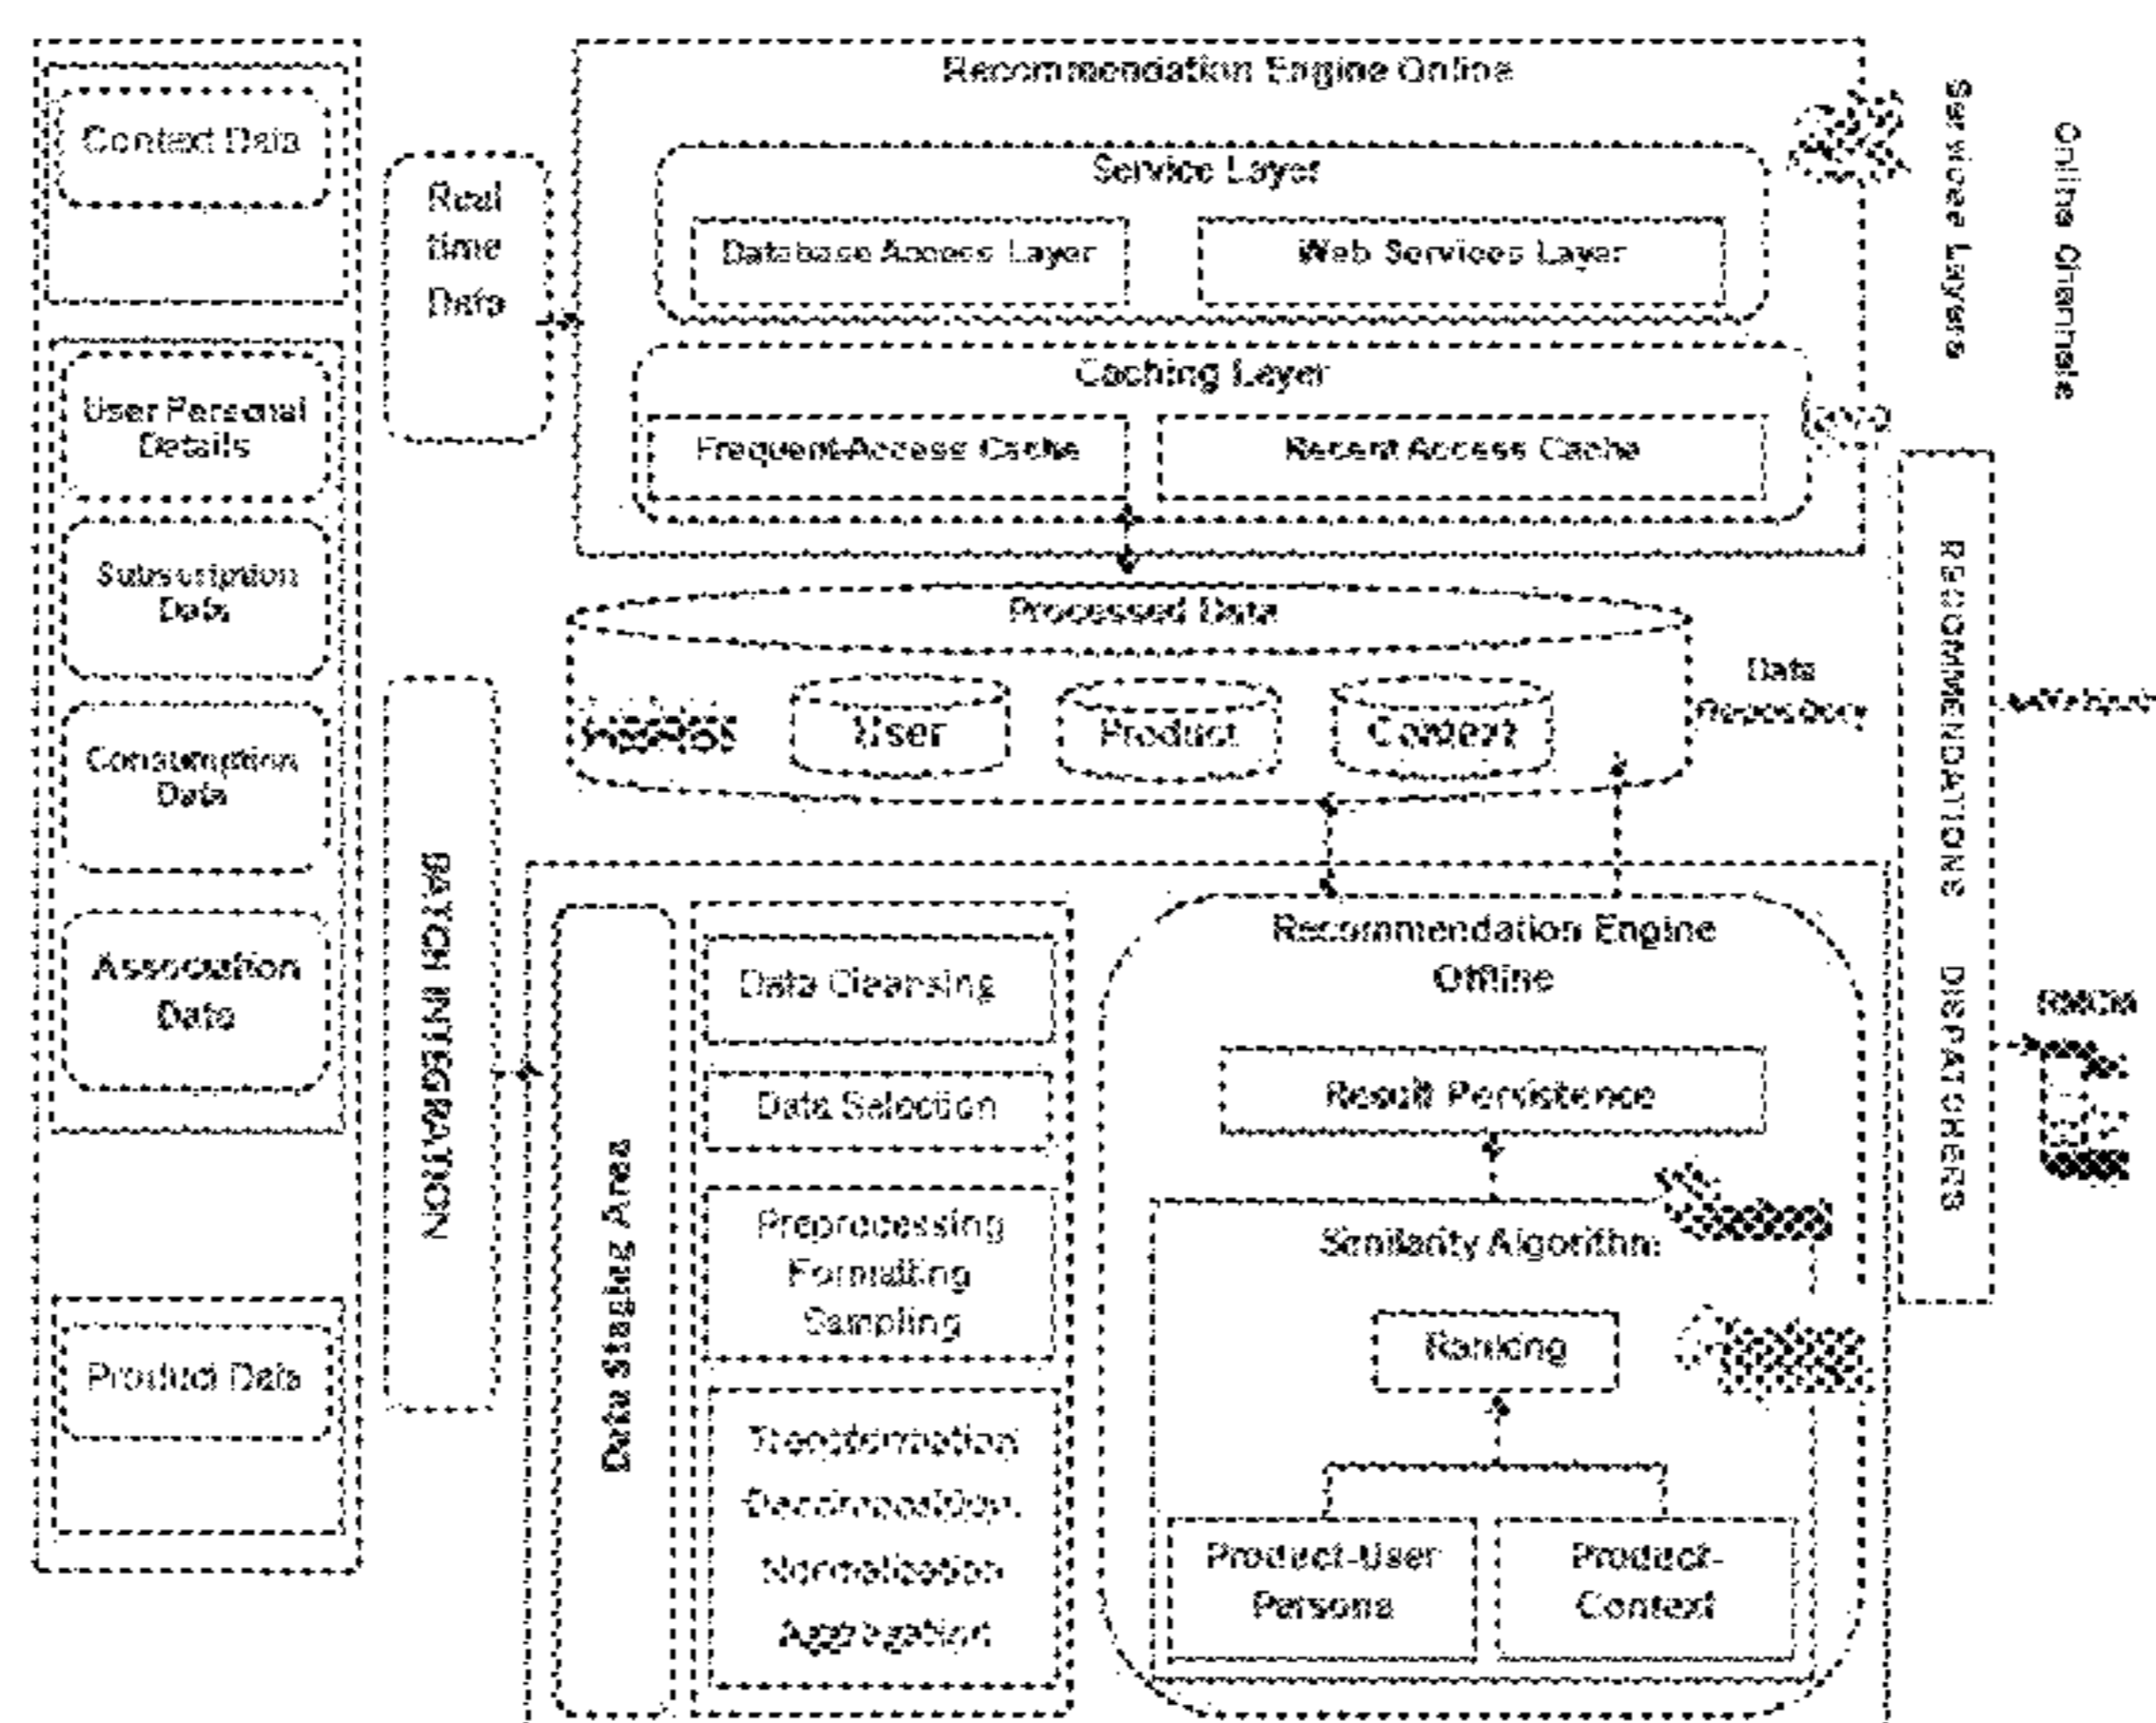 Recommendation Engine Online
Context Data
Real
time
Data
Service Layer
Database Access Layer
Web Services Layer
Caching Layer
Frequent-Access Cache
Recent Access Cache
Services Layers
Online Channels
User Personal
Details
Subscription
Data
Consumption
Data
Association
Data
Product Data
BATCH INTEGRATION
Processed Data
User
Product
Context
Data
Repository
RECOMMENDATIONS DISPATCHERS
Data Staging Area
Data Cleansing
Data Selection
Preprocessing
Formatting
Sampling
Transformation
Decomposition
Normalization
Aggregation
Recommendation Engine
Offline
Result Persistence
Similarity Algorithm
Ranking
Product-User
Persona
Product-
Context